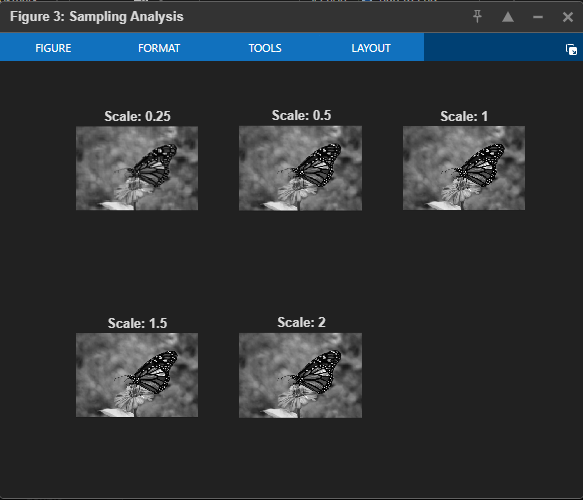 Figure 3: Sampling Analysis
FIGURE FORMAT TOOLS LAYOUT
Scale: 0.25 Scale: 0.5 Scale: 1
Scale: 1.5 Scale: 2